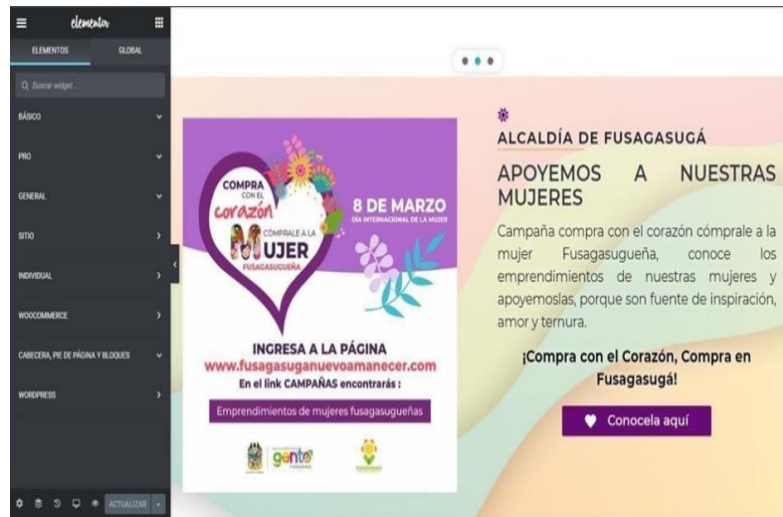 elementor
ELEMENTOS
GLOBAL
Buscar widget...
BÁSICO
PRO
GENERAL
SITIO
INDIVIDUAL
WOOCOMMERCE
CABECERA, PIE DE PÁGINA Y BLOQUES
WORDPRESS
ACTUALIZAR
COMPRA
CON EL
corazón
CÓMPRALE A LA
MUJER
FUSAGASUGUEÑA
8 DE MARZO
DÍA INTERNACIONAL DE LA MUJER
INGRESA A LA PÁGINA
www.fusagasuganuevoamanecer.com
En el link CAMPAÑAS encontrarás :
Emprendimientos de mujeres fusagasugueñas
gente
ALCALDÍA DE FUSAGASUGÁ
APOYEMOS A NUESTRAS
MUJERES
Campaña compra con el corazón cómprale a la
mujer Fusagasugueña, conoce los
emprendimientos de nuestras mujeres y
apoyemoslas, porque son fuente de inspiración,
amor y ternura.
¡Compra con el Corazón, Compra en
Fusagasugá!
Conocela aquí